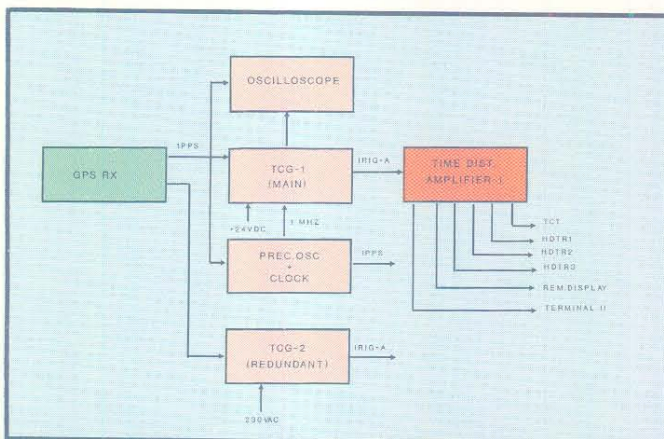 OSCILLOSCOPE
1PPS
GPS RX
TCG-1
(MAIN)
IRIG-A
TIME DIST.
AMPLIFIER-I
+24VDC
1 MHZ
TCT
HDTR1
HDTR2
HDTR3
REM.DISPLAY
TERMINAL II
PREC.OSC
+
CLOCK
1PPS
TCG-2
(REDUNDANT)
IRIG-A
230VAC